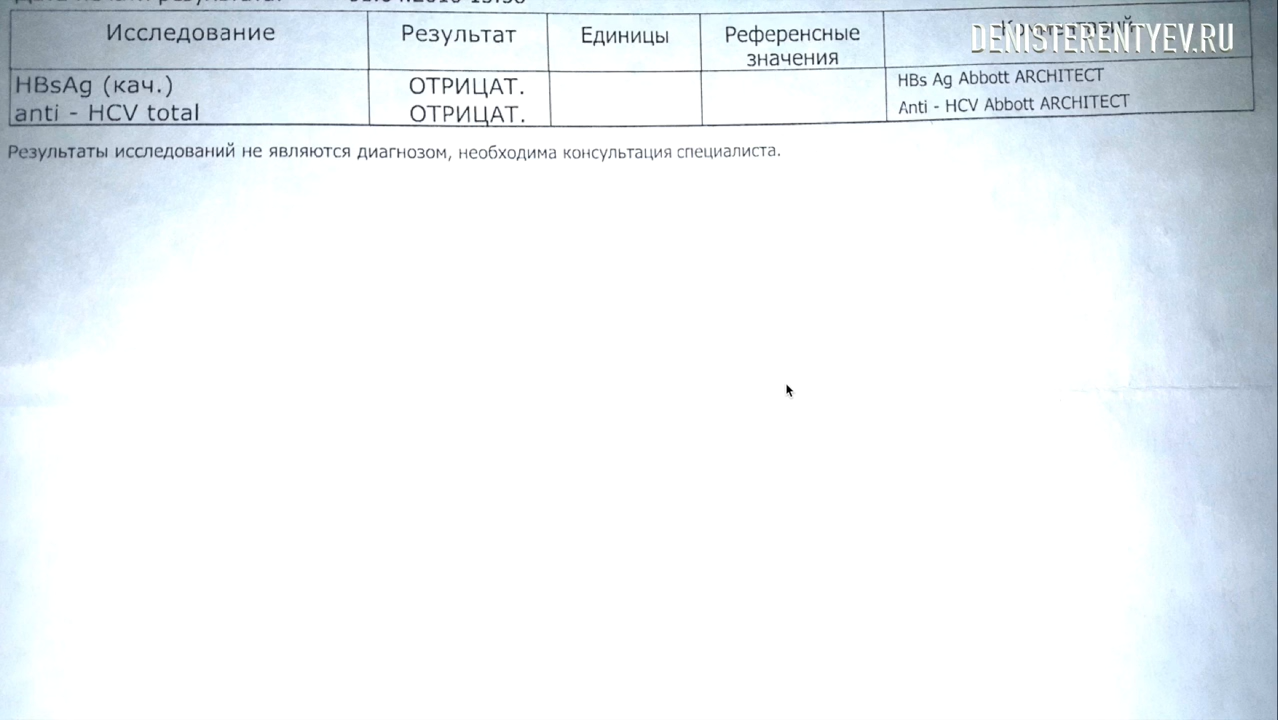 Исследование Результат Единицы Референсные значения
DENISTERENTYEV.RU
HBsAg (кач.) ОТРИЦАТ. HBs Ag Abbott ARCHITECT
anti - HCV total ОТРИЦАТ. Anti - HCV Abbott ARCHITECT
Результаты исследований не являются диагнозом, необходима консультация специалиста.